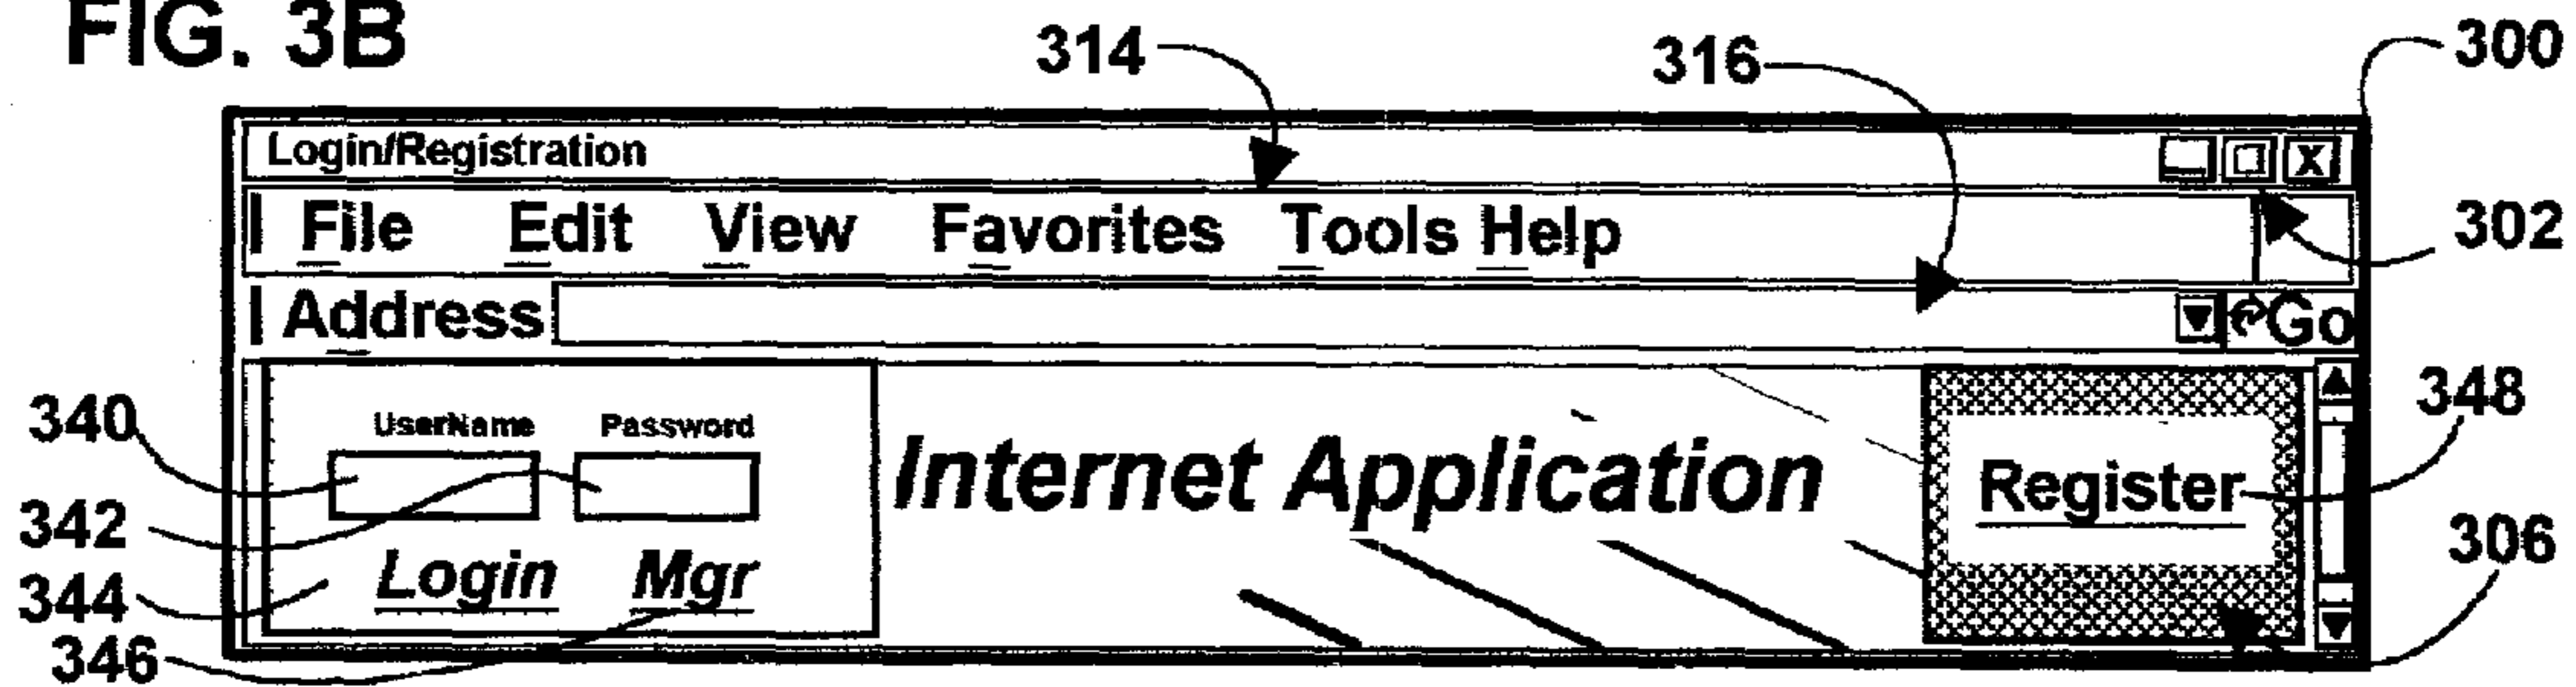 FIG. 3B
314
316
300
Login/Registration
X
File Edit View Favorites Tools Help
302
Address
Go
340
UserName Password
348
Internet Application
Register
342
306
344
Login Mgr
346